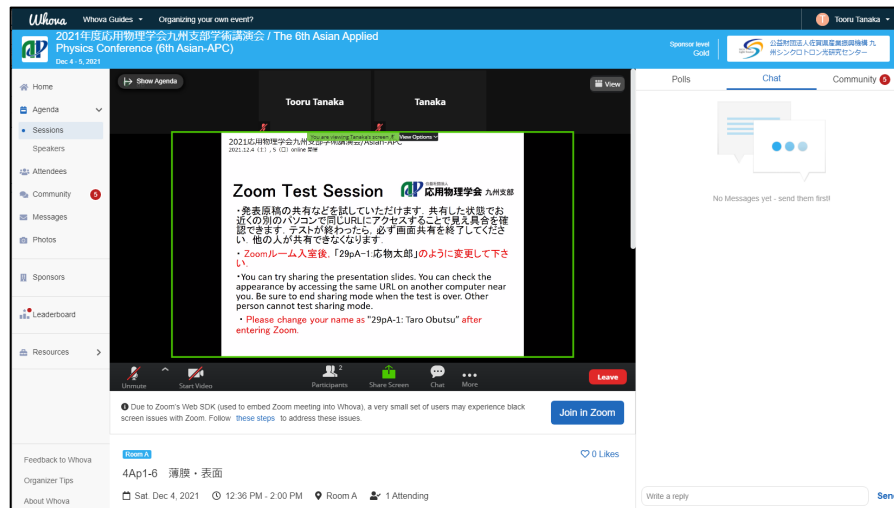 Whova
Whova Guides
Organizing your own event?
Tooru Tanaka
2021年度応用物理学会九州支部学術講演会 / The 6th Asian Applied
Physics Conference (6th Asian-APC)
Dec 4 - 5, 2021
Sponsor level
Gold
公益財団法人佐賀県産業振興機構 九
州シンクロトロン光研究センター
Home
Agenda
Sessions
Speakers
Attendees
Community 5
Messages
Photos
Sponsors
Leaderboard
Resources
Feedback to Whova
Organizer Tips
About Whova
Show Agenda
View
Tooru Tanaka
Tanaka
You are viewing Tanaka's screen
View Options
2021応用物理学会九州支部学術講演会/Asian-APC
2021.12.4（土）, 5（日）online 開催
Zoom Test Session
応用物理学会 九州支部
・発表原稿の共有などを試していただけます．共有した状態でお
近くの別のパソコンで同じURLにアクセスすることで見え具合を確
認できます．テストが終わったら，必ず画面共有を終了してくださ
い．他の人が共有できなくなります．
・Zoomルーム入室後，「29pA-1:応物太郎」のように変更して下さ
い．
・You can try sharing the presentation slides. You can check the
appearance by accessing the same URL on another computer near
you. Be sure to end sharing mode when the test is over. Other
person cannot test sharing mode.
・Please change your name as "29pA-1: Taro Obutsu" after
entering Zoom.
Unmute
Start Video
Participants 2
Share Screen
Chat
More
Leave
Due to Zoom's Web SDK (used to embed Zoom meeting into Whova), a very small set of users may experience black
screen issues with Zoom. Follow these steps to address these issues.
Join in Zoom
Room A
0 Likes
4Ap1-6 薄膜・表面
Sat. Dec 4, 2021
12:36 PM - 2:00 PM
Room A
1 Attending
Polls
Chat
Community 5
No Messages yet - send them first!
Write a reply
Send